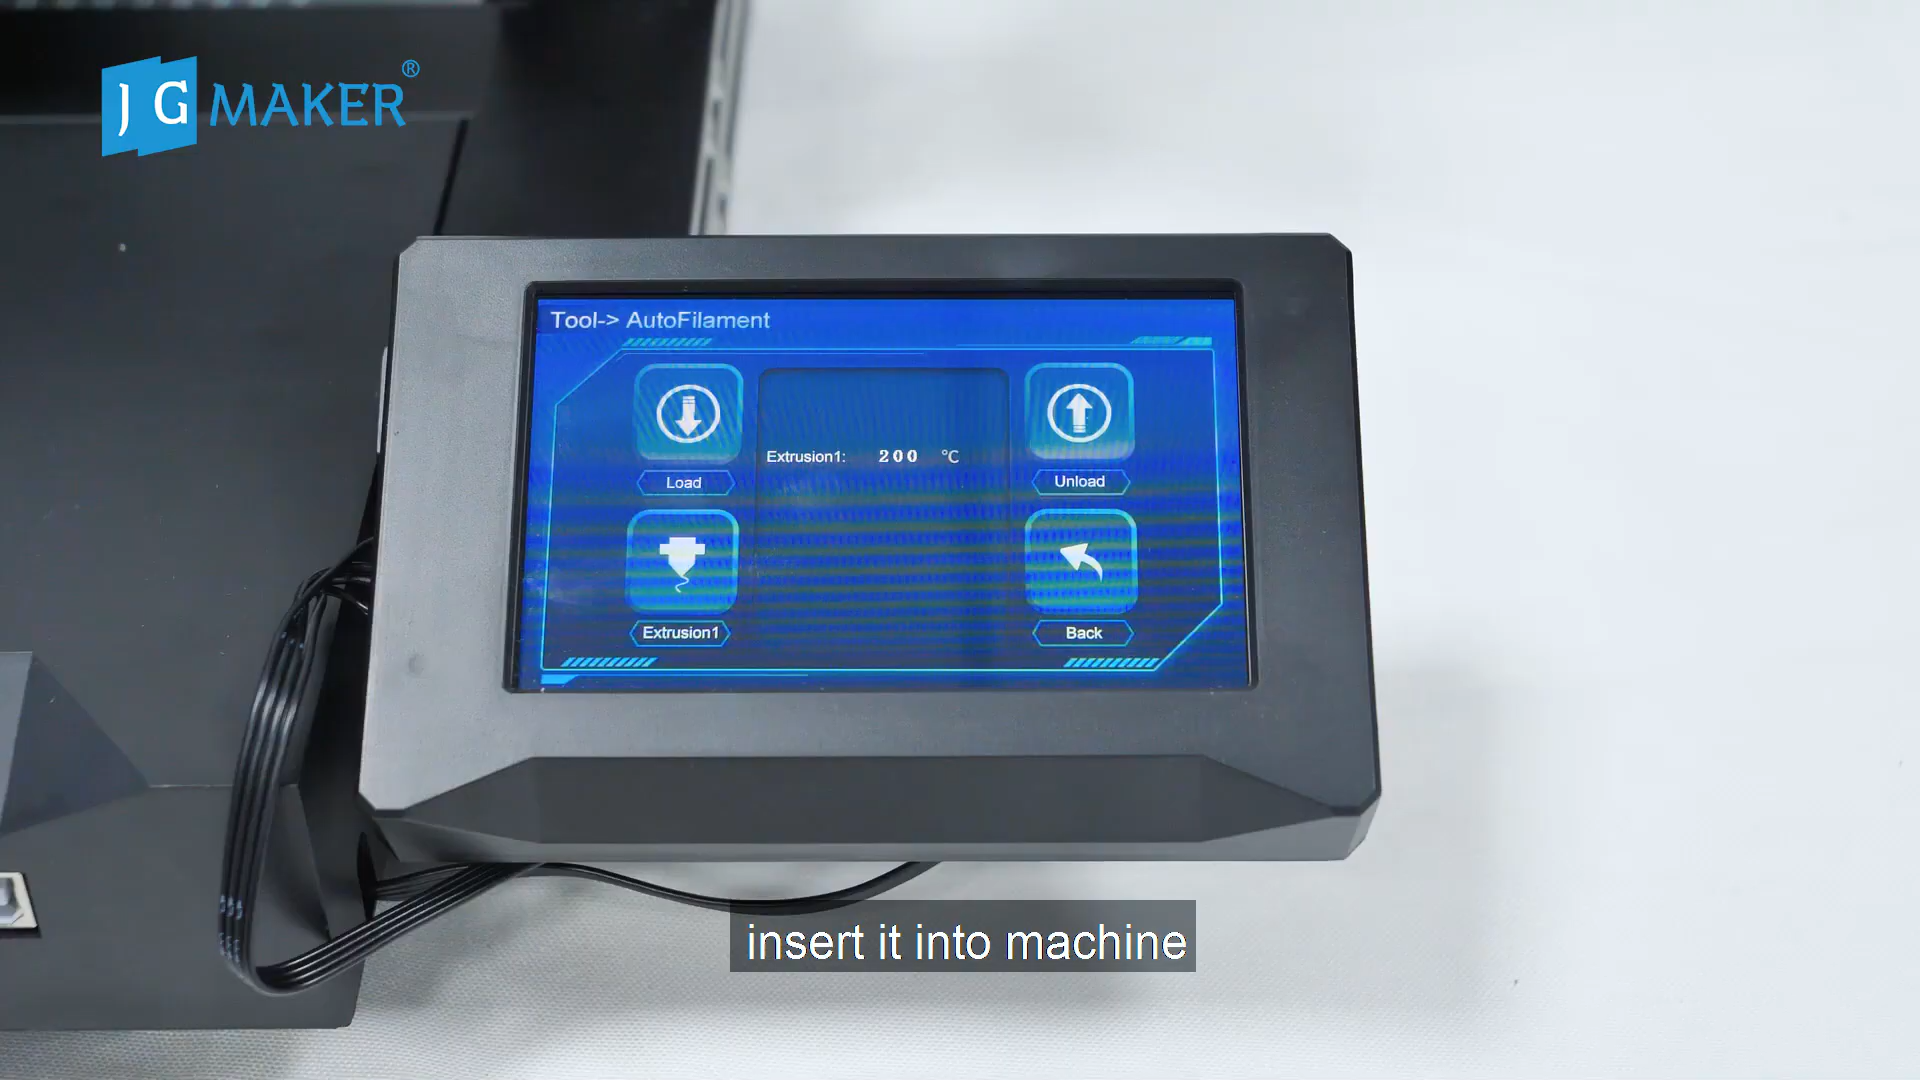 JG MAKER®
Tool-> AutoFilament
Load
Extrusion1: 200 ℃
Unload
Extrusion1
Back
insert it into machine